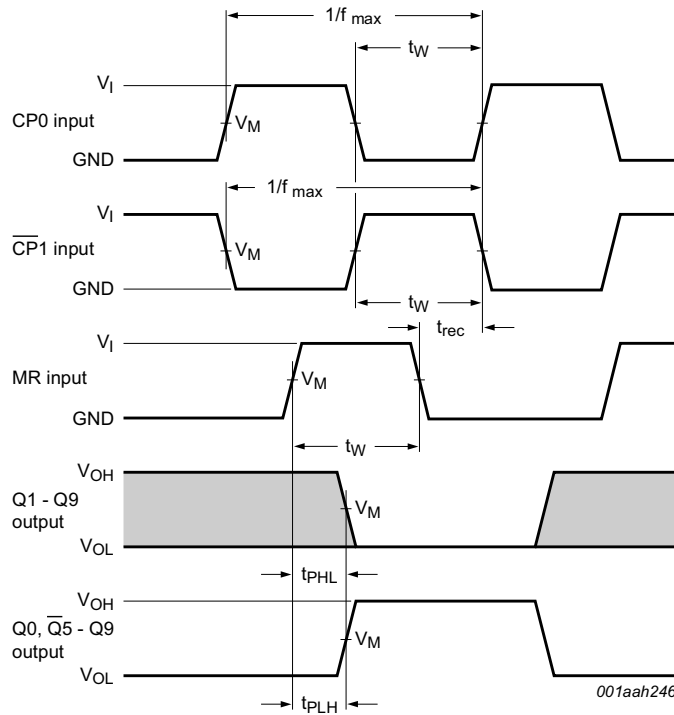 1/f max
tW
VI
CP0 input
VM
GND
1/f max
VI
CP1 input
VM
GND
tW
trec
VI
MR input
VM
GND
tW
VOH
Q1 - Q9
output
VM
VOL
tPHL
VOH
Q0, Q5 - Q9
output
VM
VOL
001aah246
tPLH